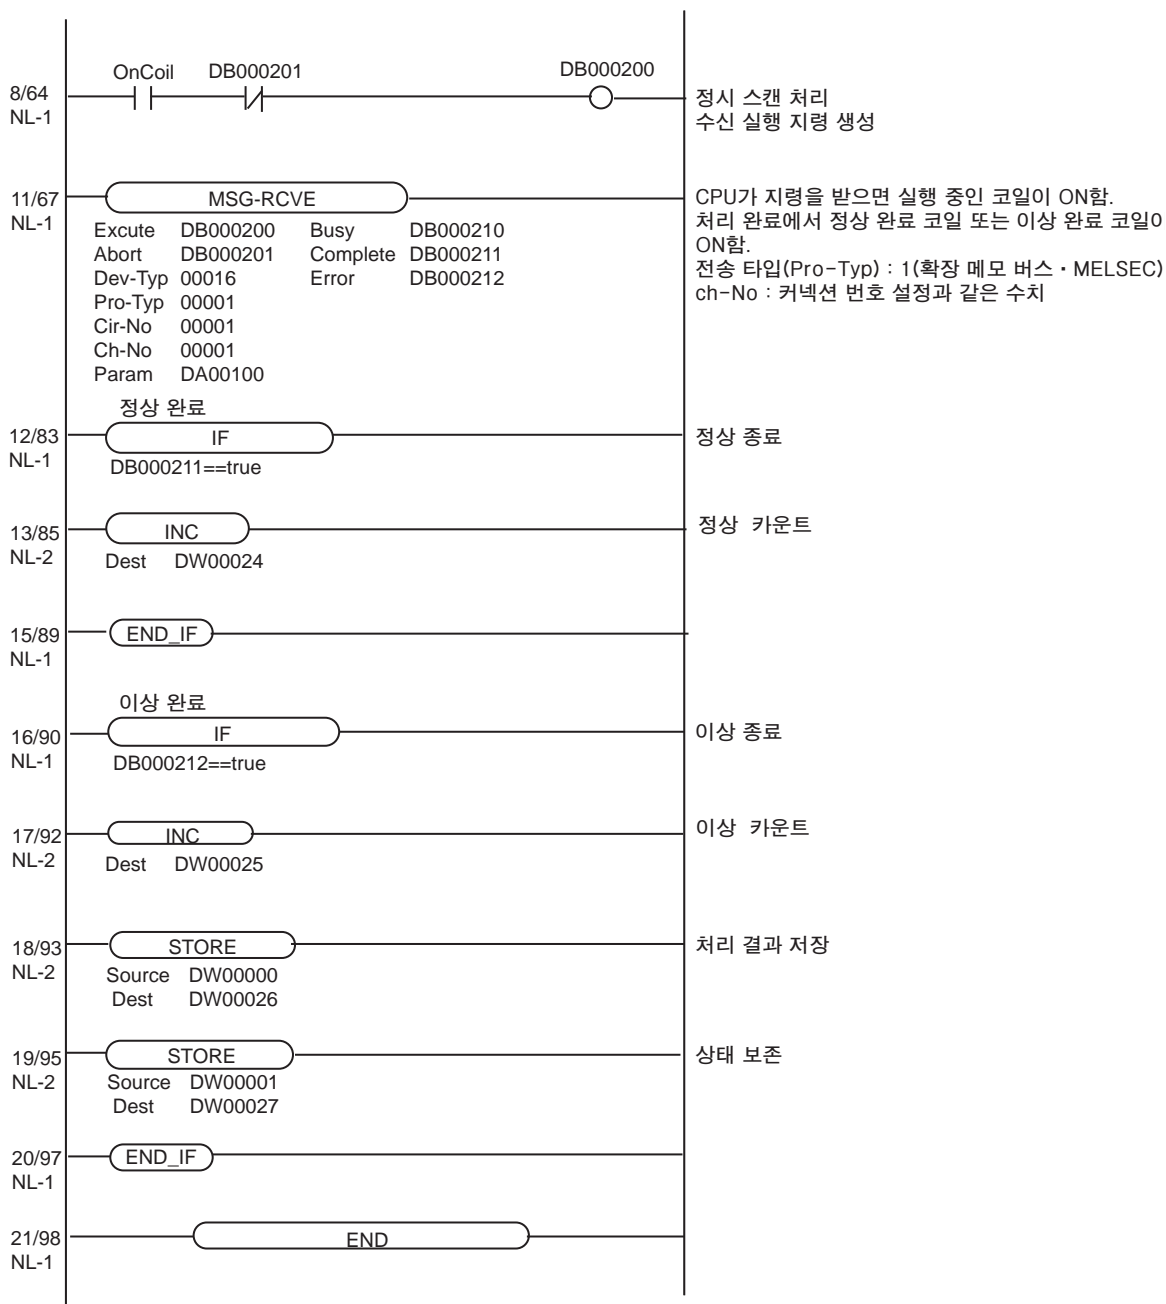 OnCoil DB000201 DB000200
8/64
NL-1
정시 스캔 처리
수신 실행 지령 생성
11/67
NL-1
MSG-RCVE
CPU가 지령을 받으면 실행 중인 코일이 ON함.
처리 완료에서 정상 완료 코일 또는 이상 완료 코일이
ON함.
전송 타입(Pro-Typ) : 1(확장 메모 버스・MELSEC)
ch-No : 커넥션 번호 설정과 같은 수치
Excute DB000200 Busy DB000210
Abort DB000201 Complete DB000211
Dev-Typ 00016 Error DB000212
Pro-Typ 00001
Cir-No 00001
Ch-No 00001
Param DA00100
정상 완료
12/83
NL-1
IF
정상 종료
DB000211==true
13/85
NL-2
INC
정상 카운트
Dest DW00024
15/89
NL-1
END_IF
이상 완료
16/90
NL-1
IF
이상 종료
DB000212==true
17/92
NL-2
INC
이상 카운트
Dest DW00025
18/93
NL-2
STORE
처리 결과 저장
Source DW00000
Dest DW00026
19/95
NL-2
STORE
상태 보존
Source DW00001
Dest DW00027
20/97
NL-1
END_IF
21/98
NL-1
END